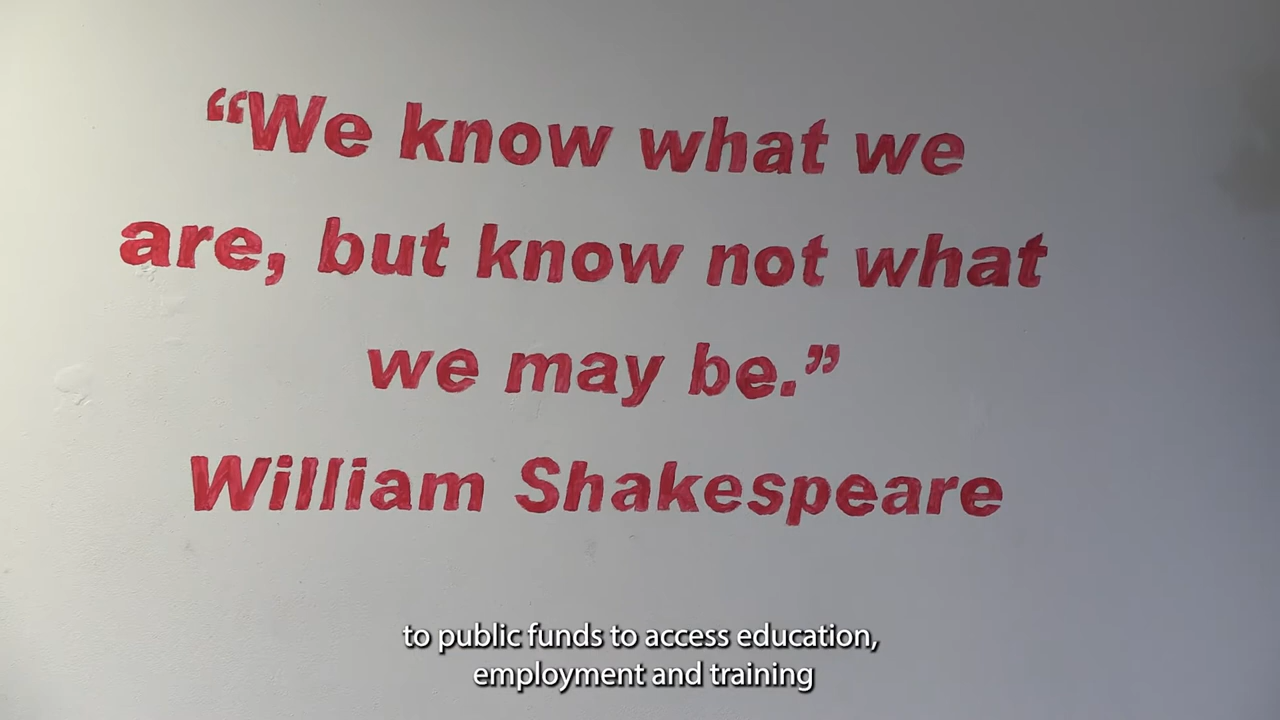 “We know what we
are, but know not what
we may be.”
William Shakespeare
to public funds to access education,
employment and training